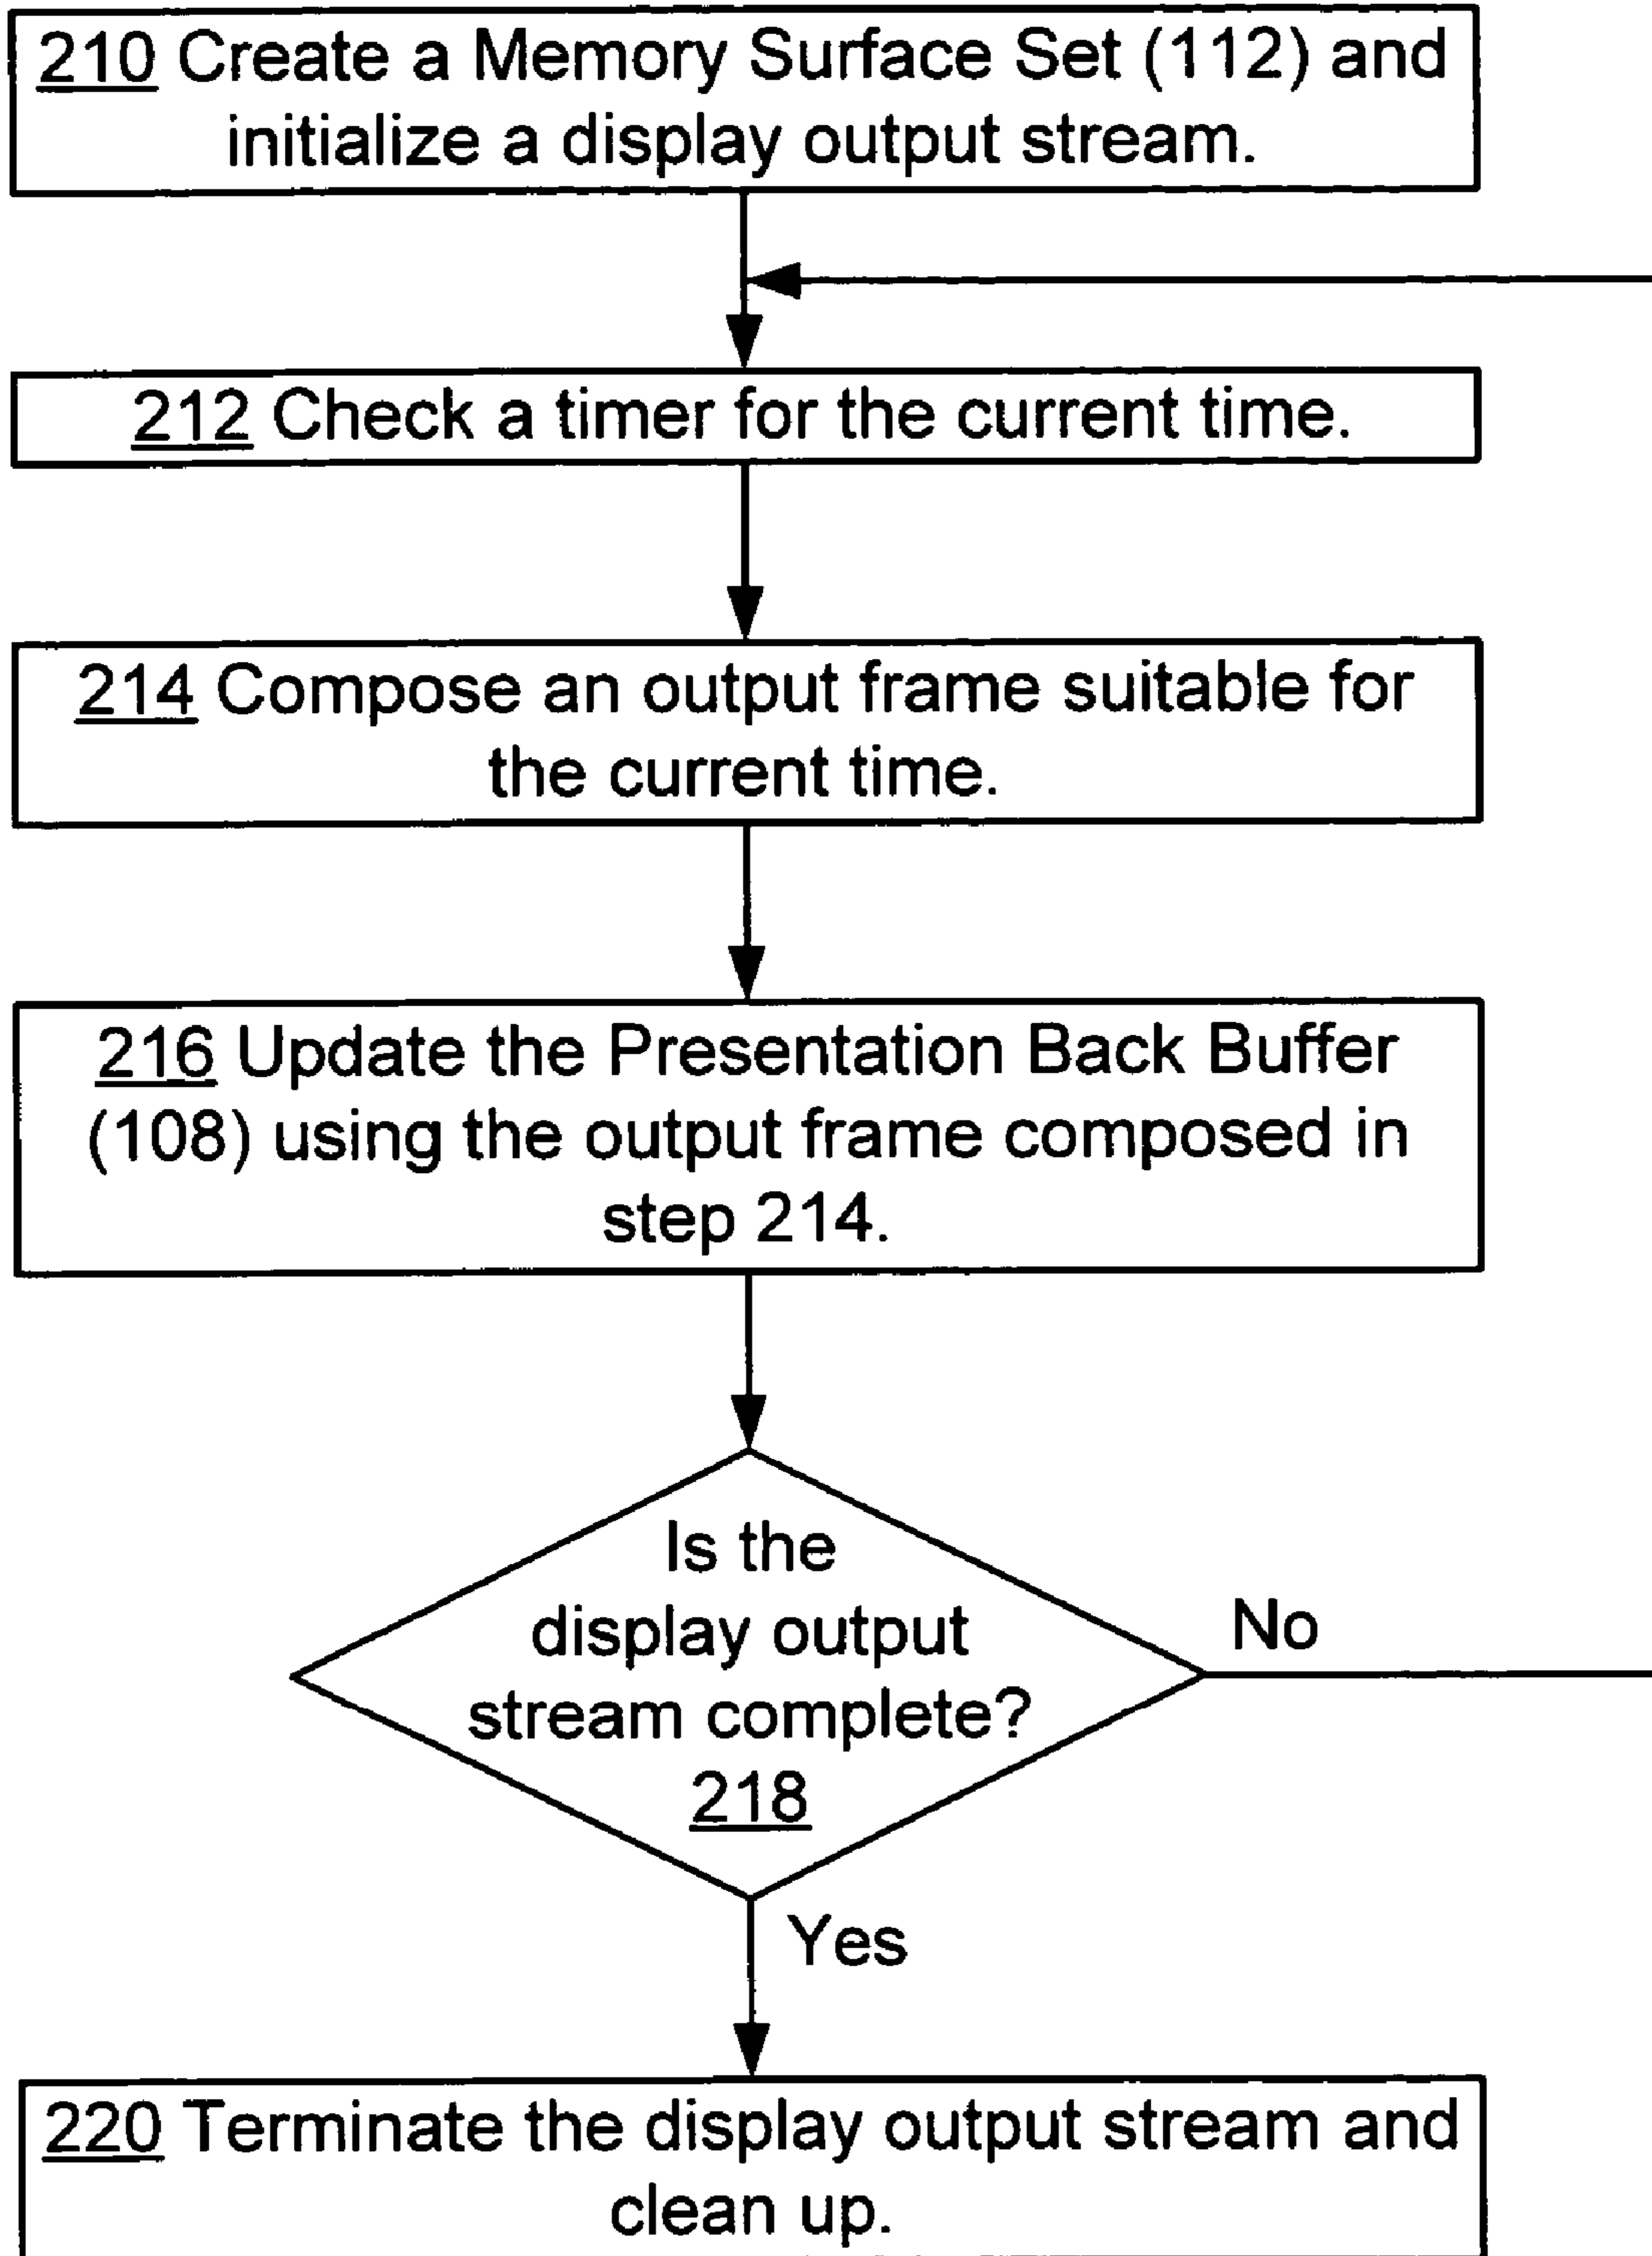 210 Create a Memory Surface Set (112) and
initialize a display output stream.
212 Check a timer for the current time.
214 Compose an output frame suitable for
the current time.
216 Update the Presentation Back Buffer
(108) using the output frame composed in
step 214.
Is the
display output
stream complete?
218
No
Yes
220 Terminate the display output stream and
clean up.